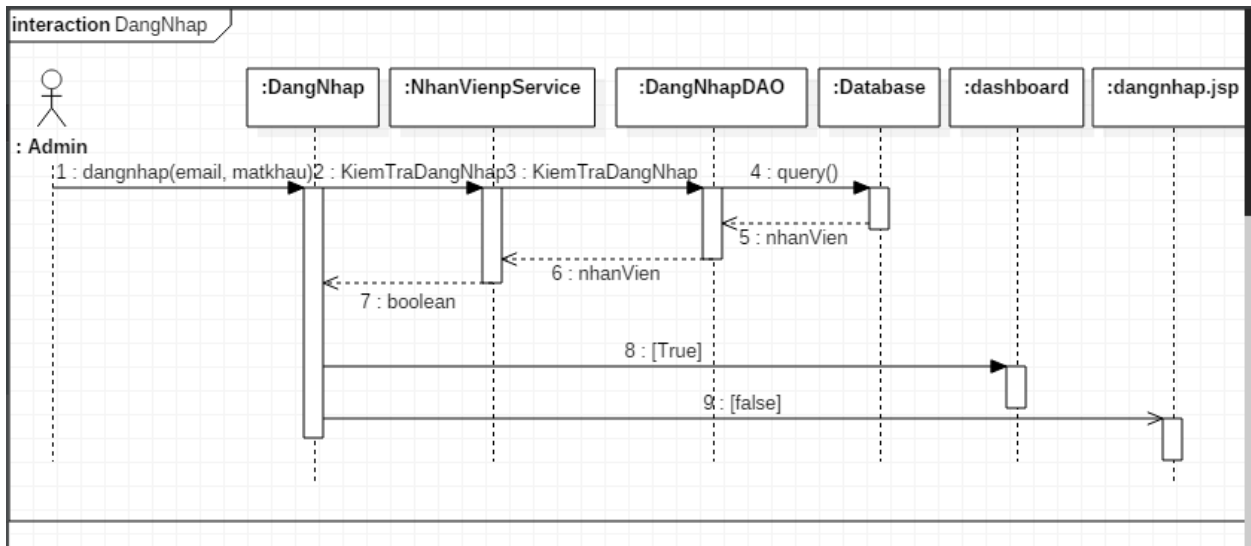 interaction DangNhap
:DangNhap
:NhanVienpService
:DangNhapDAO
:Database
:dashboard
:dangnhap.jsp
: Admin
1 : dangnhap(email, matkhau)
2 : KiemTraDangNhap
3 : KiemTraDangNhap
4 : query()
5 : nhanVien
6 : nhanVien
7 : boolean
8 : [True]
9 : [false]